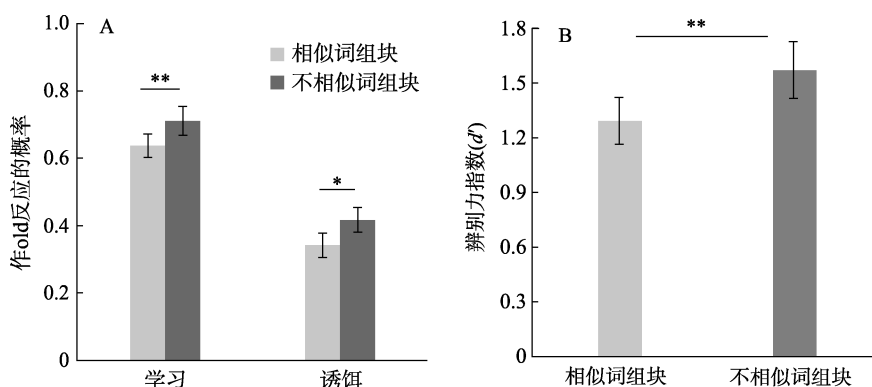 A
1.0
0.8
0.6
0.4
0.2
0
作old反应的概率
相似词组块
不相似词组块
**
*
学习
诱饵
B
1.8
1.5
1.2
0.9
0.6
0.3
0
辨别力指数(d′)
**
相似词组块
不相似词组块